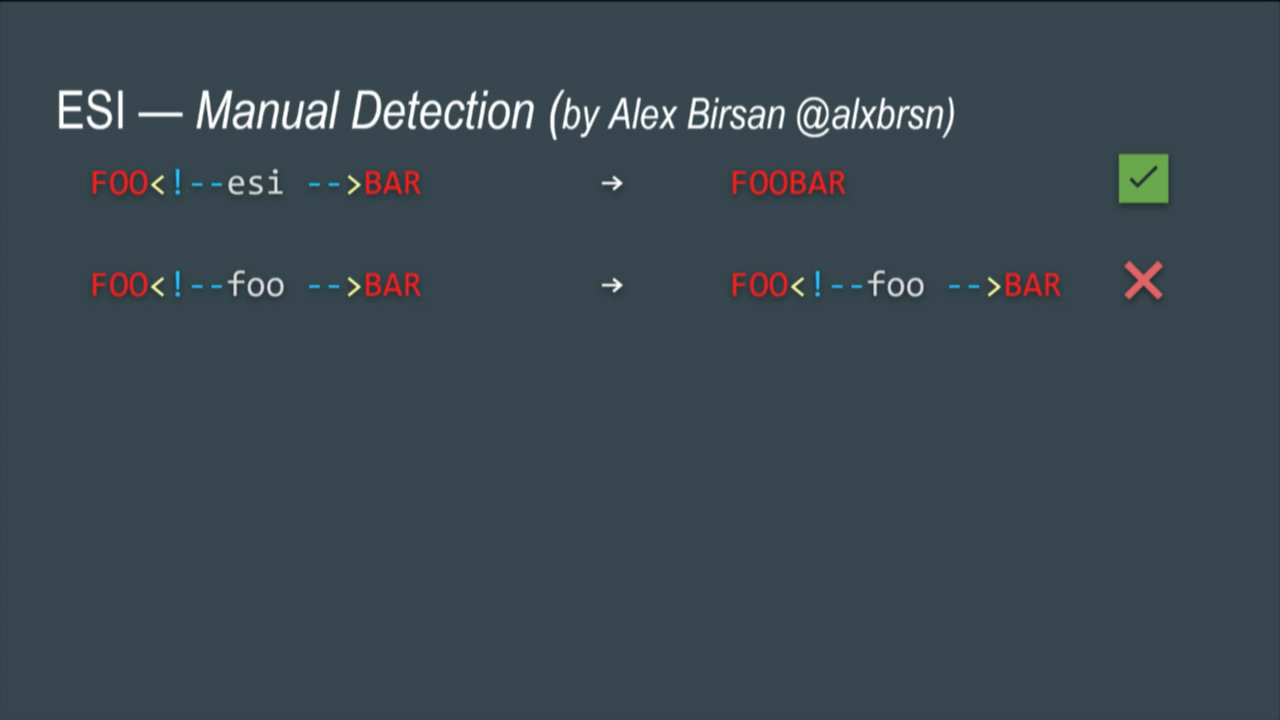 ESI — Manual Detection (by Alex Birsan @alxbrsn)
FOO<!--esi -->BAR → FOOBAR
FOO<!--foo -->BAR → FOO<!--foo -->BAR